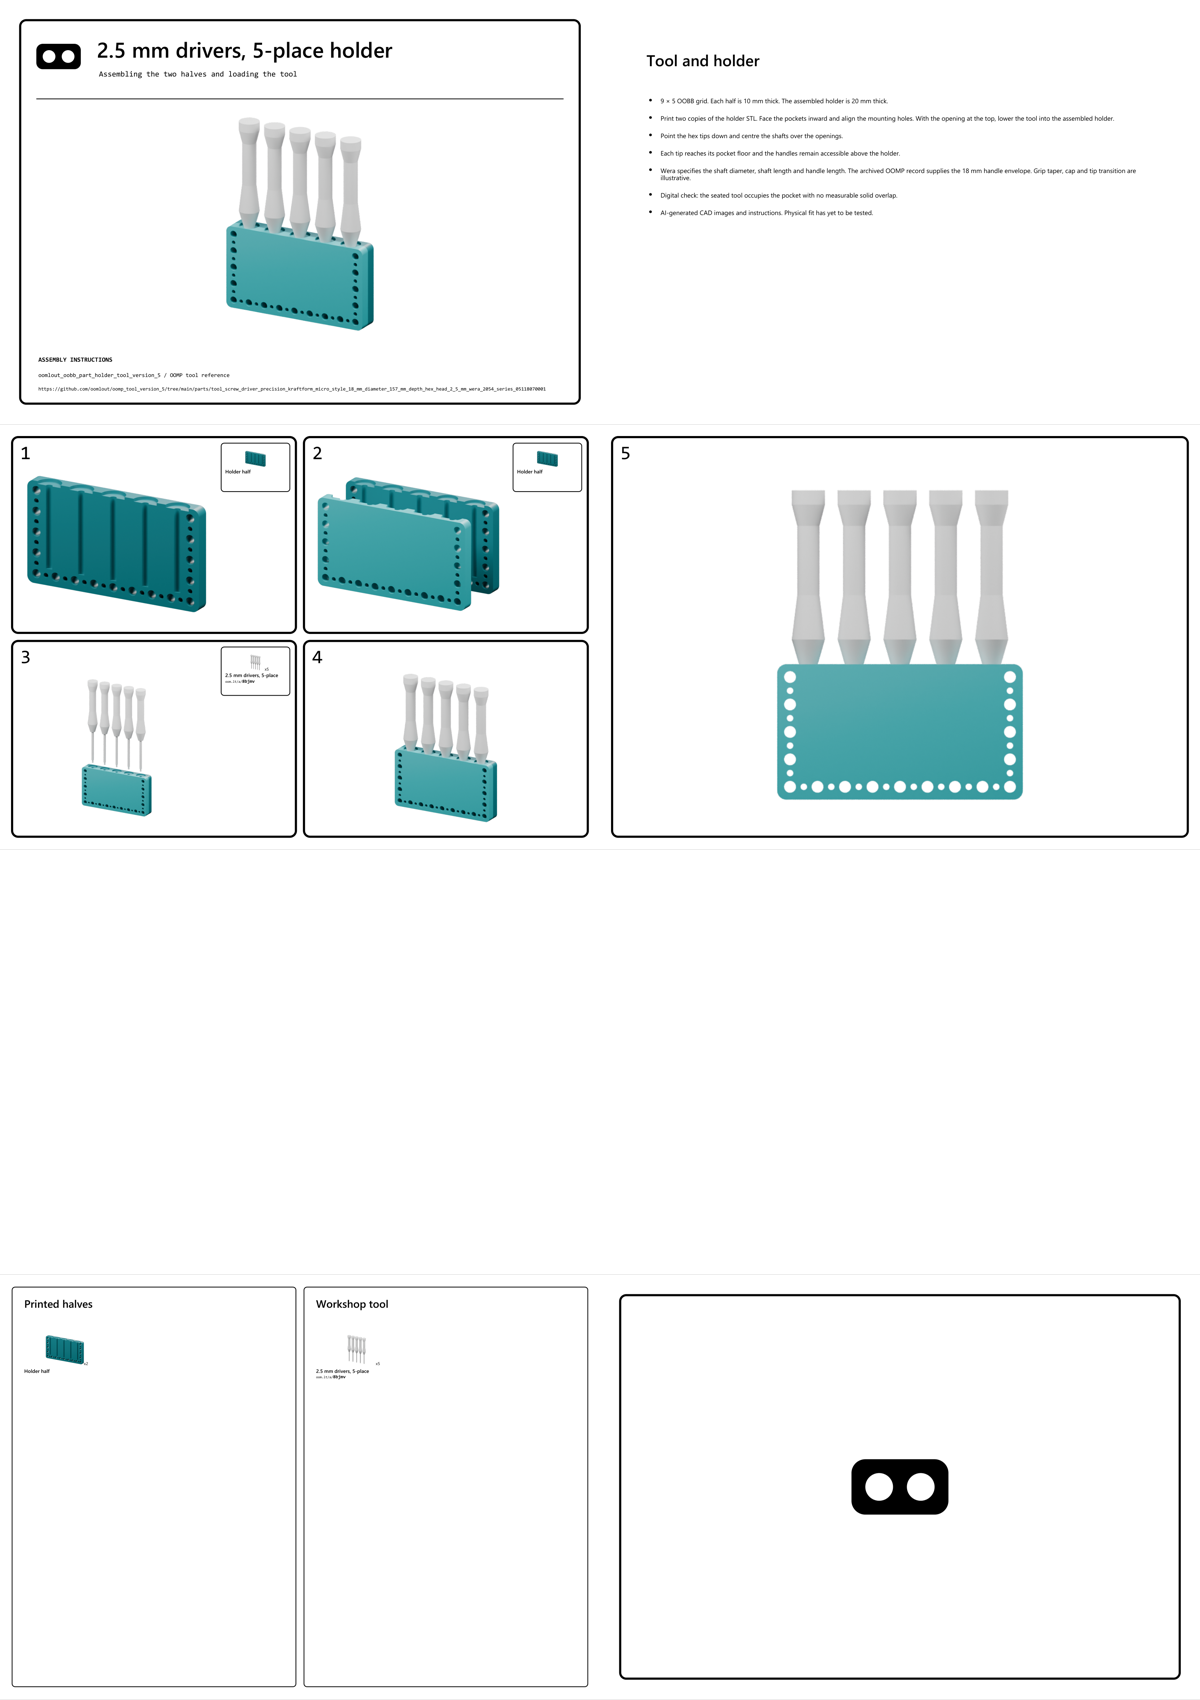 2.5 mm drivers, 5-place holder
Assembling the two halves and loading the tool
ASSEMBLY INSTRUCTIONS
oomlout_oobb_part_holder_tool_version_5 / OOMP tool reference
https://github.com/oomlout/oomp_tool_version_5/tree/main/parts/tool_screw_driver_precision_kraftform_micro_style_18_mm_diameter_157_mm_depth_hex_head_2_5_mm_wera_2054_series_05118070001
Tool and holder
• 9 × 5 OOBB grid. Each half is 10 mm thick. The assembled holder is 20 mm thick.
• Print two copies of the holder STL. Face the pockets inward and align the mounting holes. With the opening at the top, lower the tool into the assembled holder.
• Point the hex tips down and centre the shafts over the openings.
• Each tip reaches its pocket floor and the handles remain accessible above the holder.
• Wera specifies the shaft diameter, shaft length and handle length. The archived OOMP record supplies the 18 mm handle envelope. Grip taper, cap and tip transition are
illustrative.
• Digital check: the seated tool occupies the pocket with no measurable solid overlap.
• AI-generated CAD images and instructions. Physical fit has yet to be tested.
1
Holder half
2
Holder half
3
x5
2.5 mm drivers, 5-place
4
5
Printed halves
x2
Holder half
Workshop tool
x5
2.5 mm drivers, 5-place